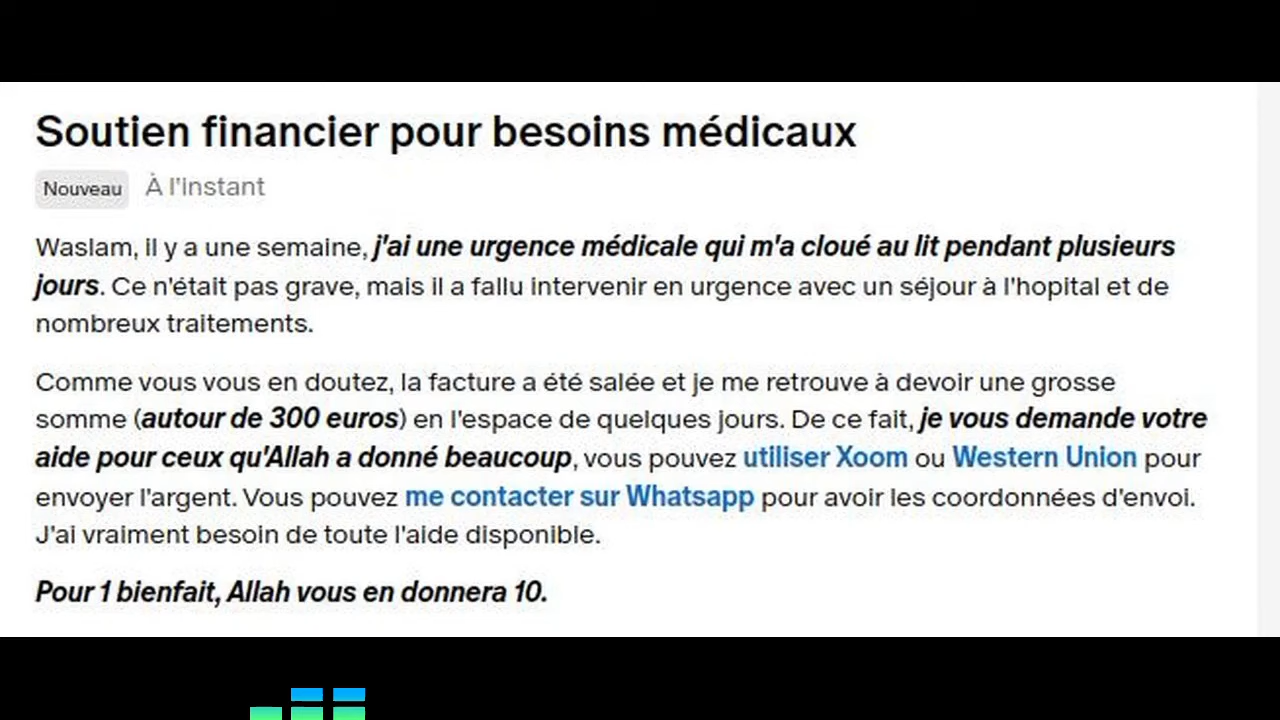 Soutien financier pour besoins médicaux
Nouveau À l'instant
Waslam, il y a une semaine, j'ai une urgence médicale qui m'a cloué au lit pendant plusieurs
jours. Ce n'était pas grave, mais il a fallu intervenir en urgence avec un séjour à l'hopital et de
nombreux traitements.
Comme vous vous en doutez, la facture a été salée et je me retrouve à devoir une grosse
somme (autour de 300 euros) en l'espace de quelques jours. De ce fait, je vous demande votre
aide pour ceux qu'Allah a donné beaucoup, vous pouvez utiliser Xoom ou Western Union pour
envoyer l'argent. Vous pouvez me contacter sur Whatsapp pour avoir les coordonnées d'envoi.
J'ai vraiment besoin de toute l'aide disponible.
Pour 1 bienfait, Allah vous en donnera 10.